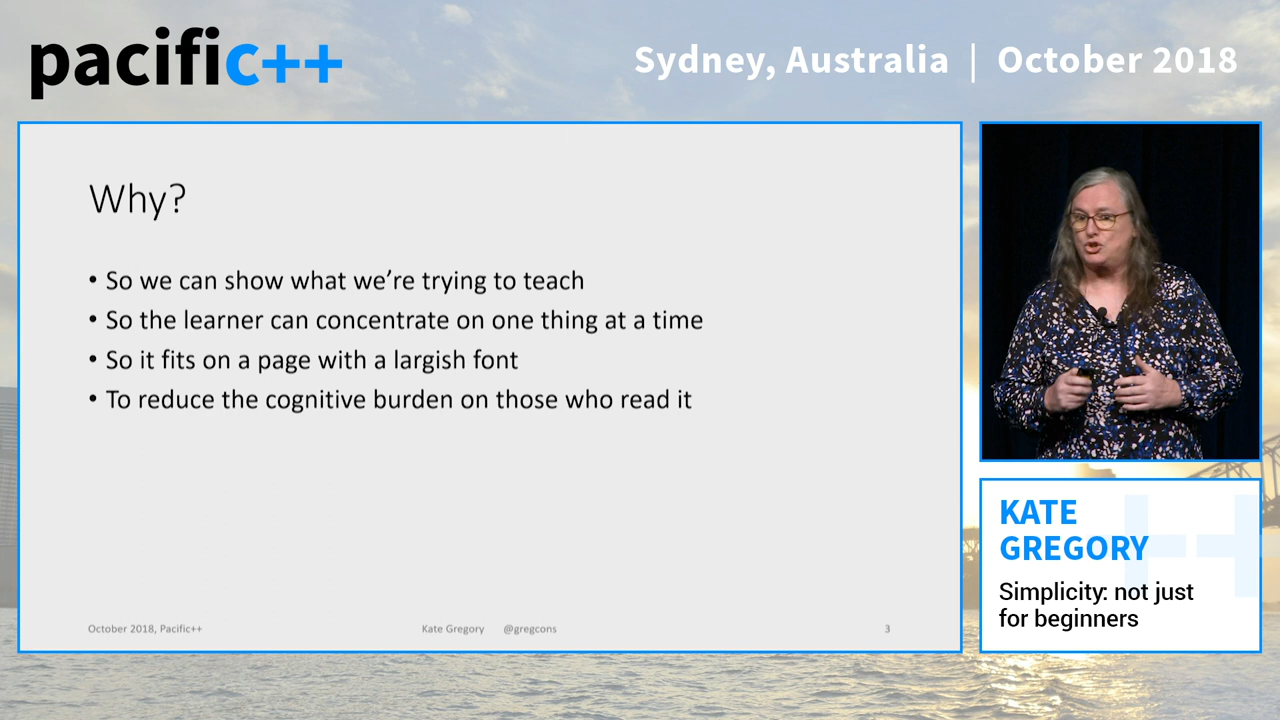 pacific++
Sydney, Australia | October 2018
Why?
• So we can show what we're trying to teach
• So the learner can concentrate on one thing at a time
• So it fits on a page with a largish font
• To reduce the cognitive burden on those who read it
October 2018, Pacific++ Kate Gregory @gregcons 3
KATE
GREGORY
Simplicity: not just
for beginners